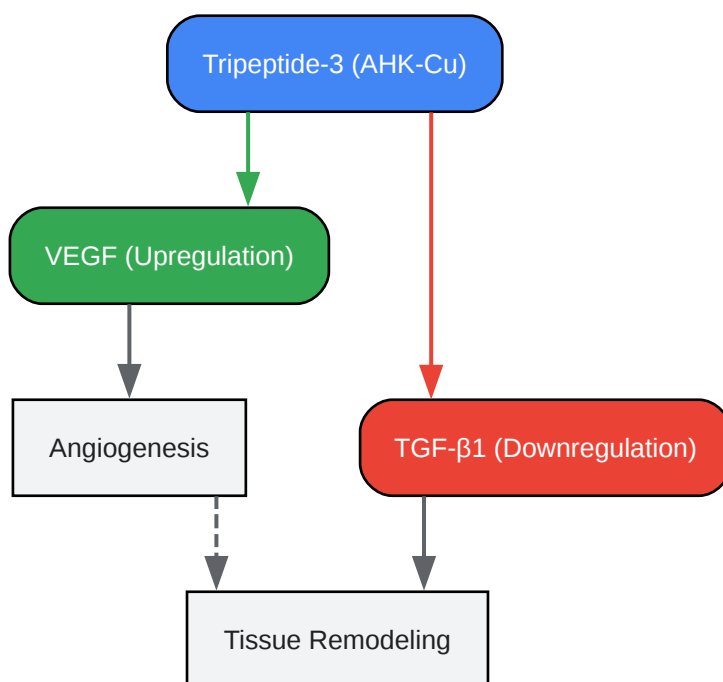 Tripeptide-3 (AHK-Cu)
VEGF (Upregulation)
Angiogenesis
TGF-β1 (Downregulation)
Tissue Remodeling